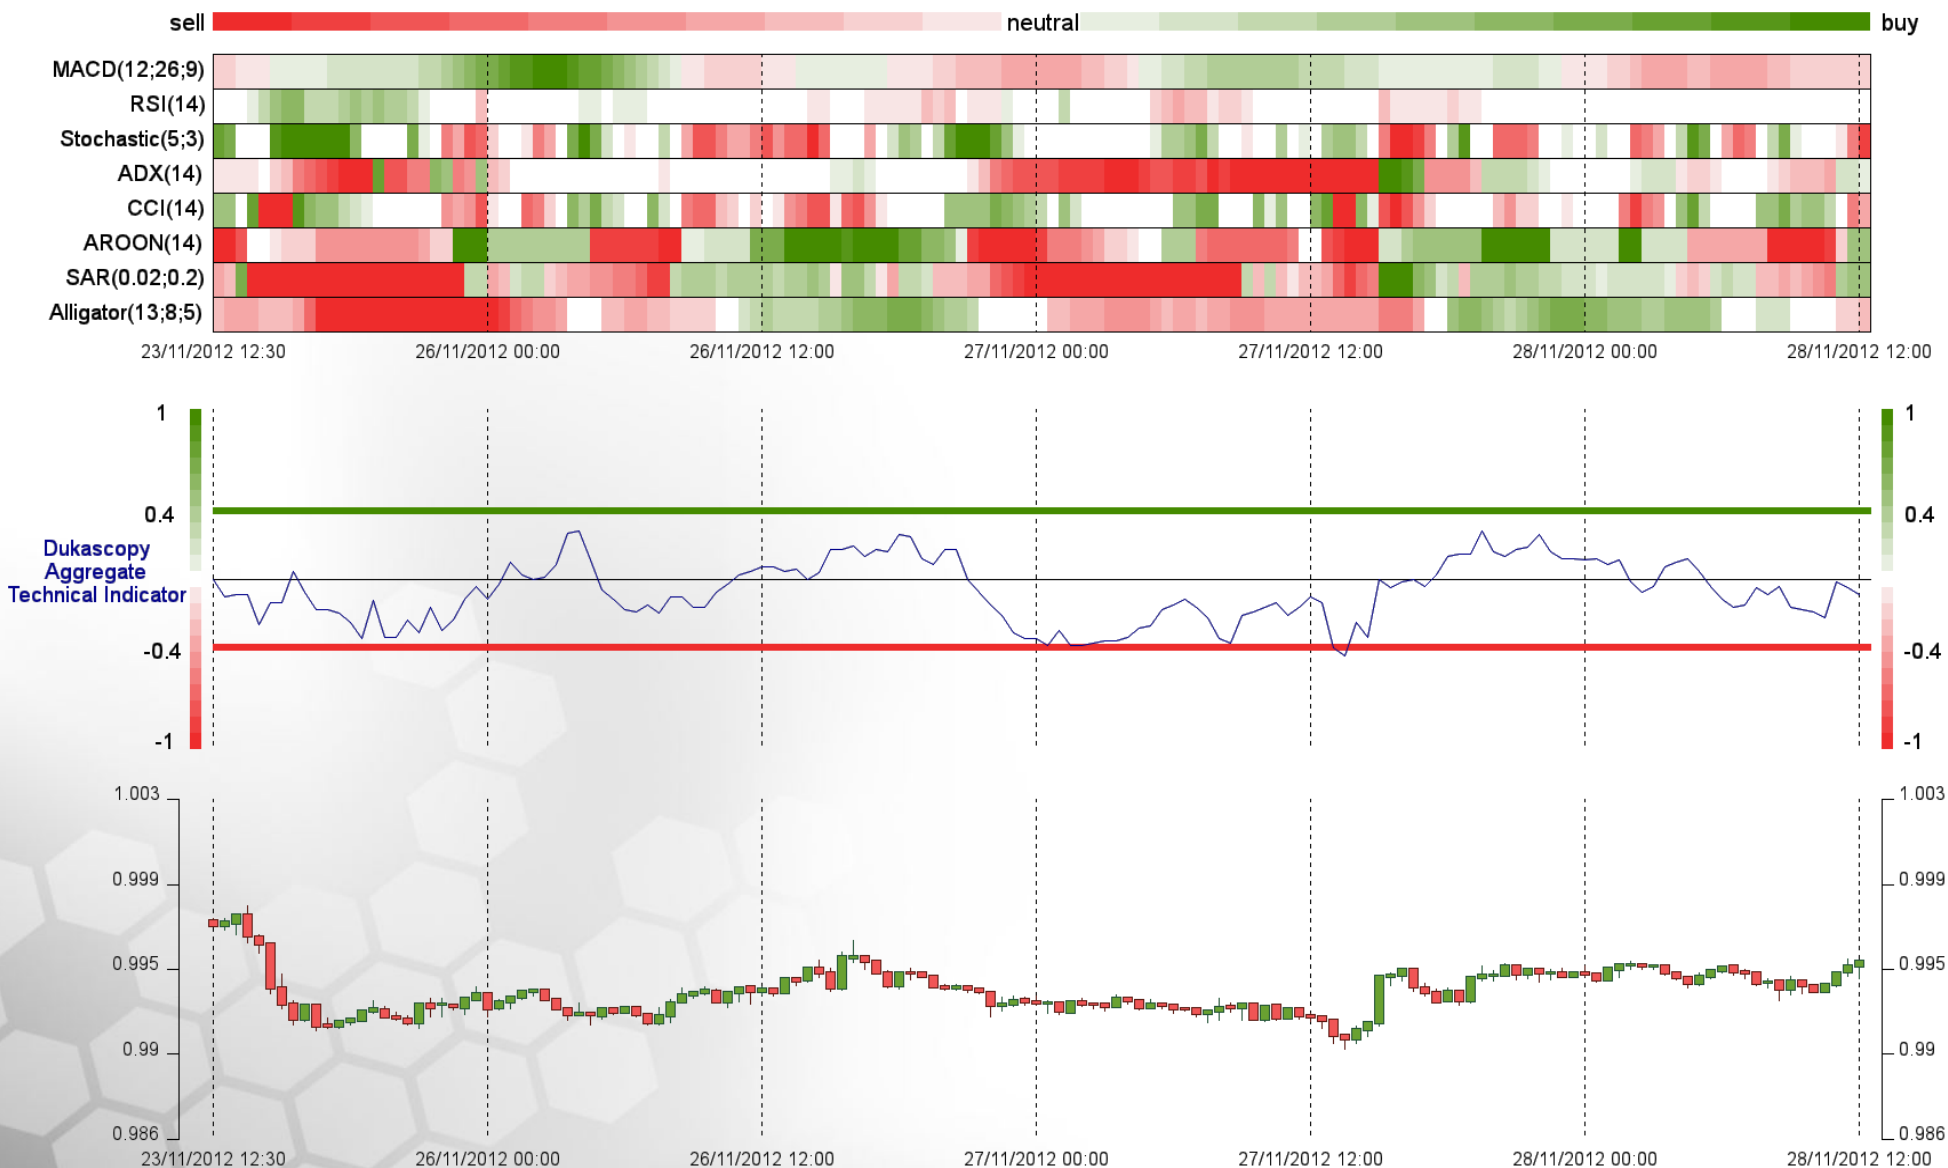 sell neutral buy
MACD(12;26;9)
RSI(14)
Stochastic(5;3)
ADX(14)
CCI(14)
AROON(14)
SAR(0.02;0.2)
Alligator(13;8;5)
23/11/2012 12:30 26/11/2012 00:00 26/11/2012 12:00 27/11/2012 00:00 27/11/2012 12:00 28/11/2012 00:00 28/11/2012 12:00
1 1
0.4 0.4
Dukascopy
Aggregate
Technical Indicator
-0.4 -0.4
-1 -1
1.003 1.003
0.999 0.999
0.995 0.995
0.99 0.99
0.986 0.986
23/11/2012 12:30 26/11/2012 00:00 26/11/2012 12:00 27/11/2012 00:00 27/11/2012 12:00 28/11/2012 00:00 28/11/2012 12:00